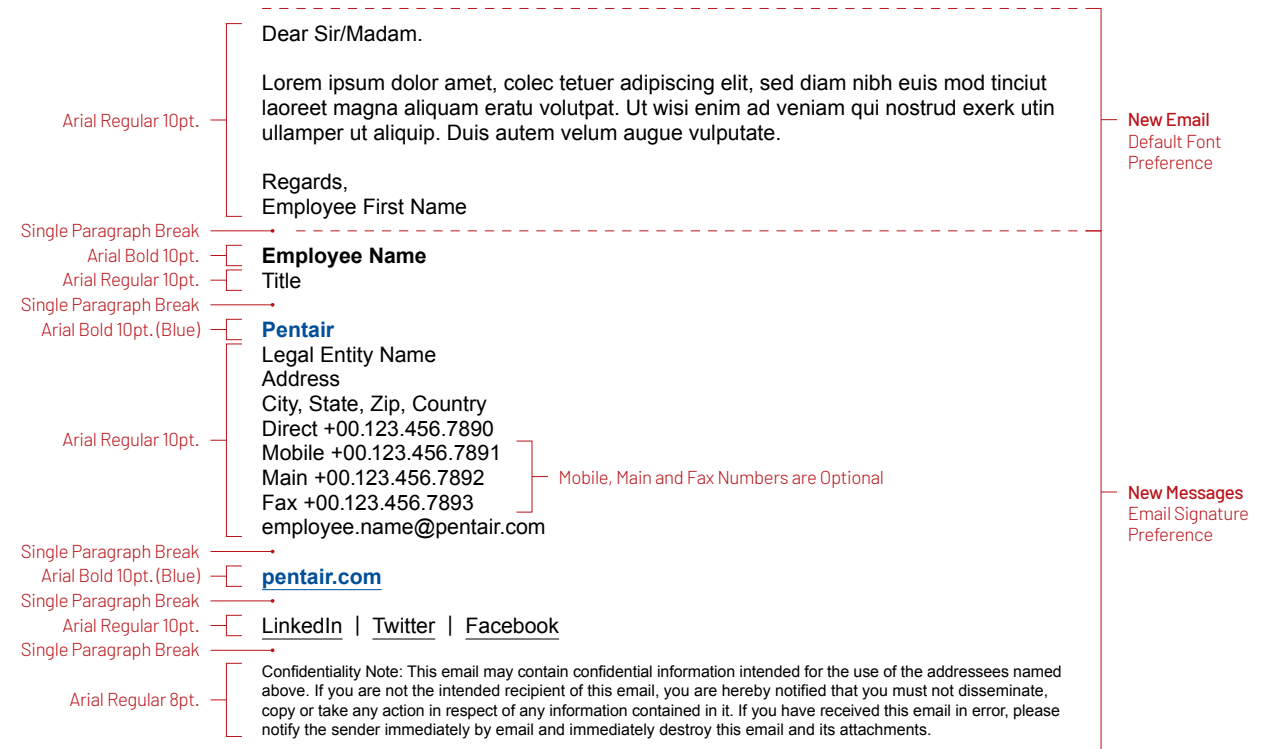 Dear Sir/Madam.
Lorem ipsum dolor amet, colec tetuer adipiscing elit, sed diam nibh euis mod tinciut
laoreet magna aliquam eratu volutpat. Ut wisi enim ad veniam qui nostrud exerk utin
ullamper ut aliquip. Duis autem velum augue vulputate.
Arial Regular 10pt.
New Email
Default Font
Preference
Regards,
Employee First Name
Single Paragraph Break
Arial Bold 10pt.
Employee Name
Arial Regular 10pt.
Title
Single Paragraph Break
Arial Bold 10pt. (Blue)
Pentair
Legal Entity Name
Address
City, State, Zip, Country
Direct +00.123.456.7890
Arial Regular 10pt.
Mobile +00.123.456.7891
Main +00.123.456.7892
Mobile, Main and Fax Numbers are Optional
Fax +00.123.456.7893
employee.name@pentair.com
New Messages
Email Signature
Preference
Single Paragraph Break
Arial Bold 10pt. (Blue)
pentair.com
Single Paragraph Break
Arial Regular 10pt.
LinkedIn | Twitter | Facebook
Single Paragraph Break
Arial Regular 8pt.
Confidentiality Note: This email may contain confidential information intended for the use of the addressees named
above. If you are not the intended recipient of this email, you are hereby notified that you must not disseminate,
copy or take any action in respect of any information contained in it. If you have received this email in error, please
notify the sender immediately by email and immediately destroy this email and its attachments.